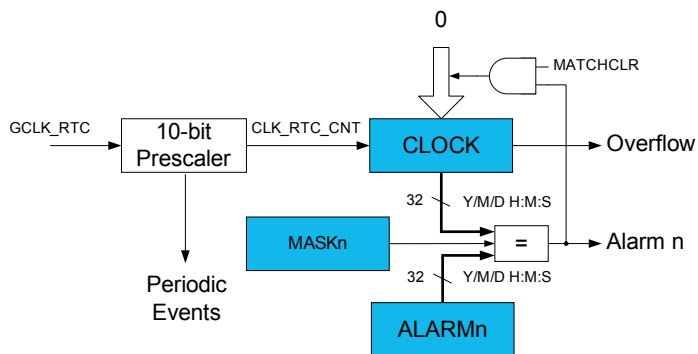 0
MATCHCLR
GCLK_RTC
10-bit
Prescaler
CLK_RTC_CNT
CLOCK
Overflow
32
Y/M/D H:M:S
MASKn
=
Alarm n
Periodic
Events
32
Y/M/D H:M:S
ALARMn